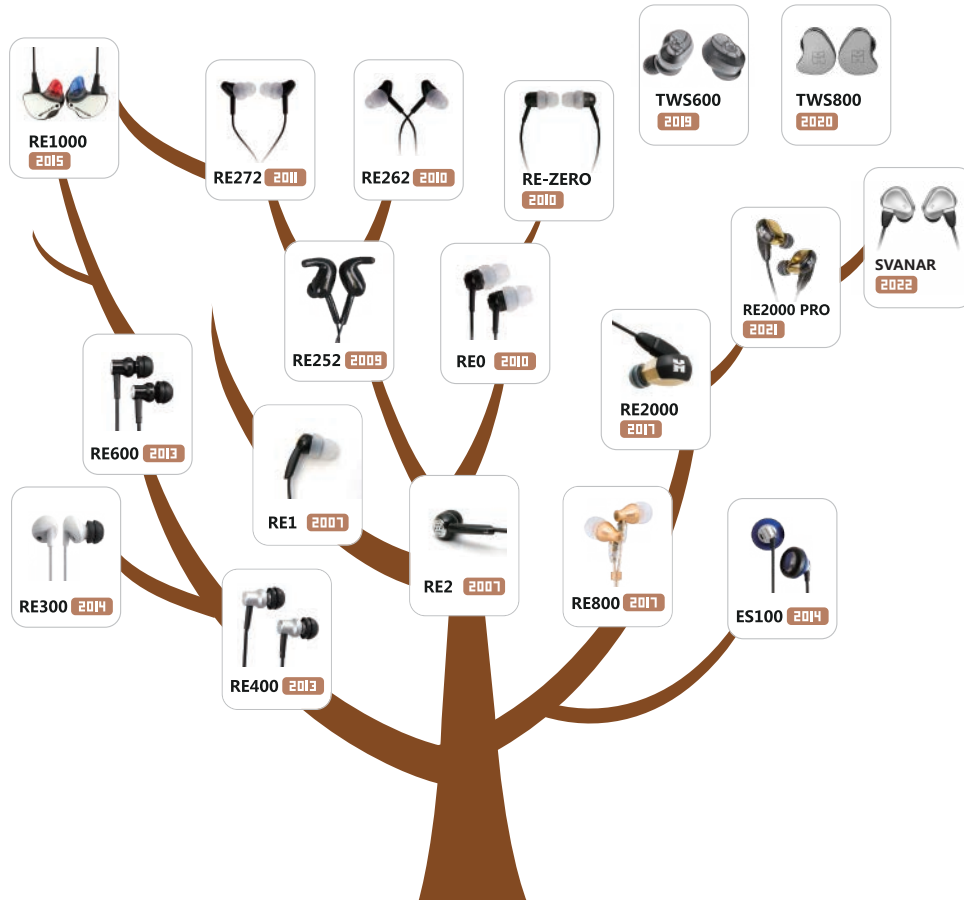 TWS600
2019
TWS800
2020
RE1000
2015
RE272 2011
RE262 2010
RE-ZERO
2010
SVANAR
2022
RE2000 PRO
2021
RE252 2009
RE0 2010
RE2000
2017
RE600 2013
RE1 2007
RE300 2014
RE2 2007
RE800 2017
ES100 2014
RE400 2013